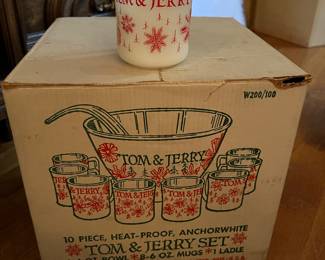 TOM & JERRY
W200/100
TOM & JERRY
& JERRY
TOM & JERRY
10 PIECE, HEAT-PROOF, ANCHORWHITE
TOM & JERRY SET
BOWL * 8-6 OZ. MUGS * 1 LADLE